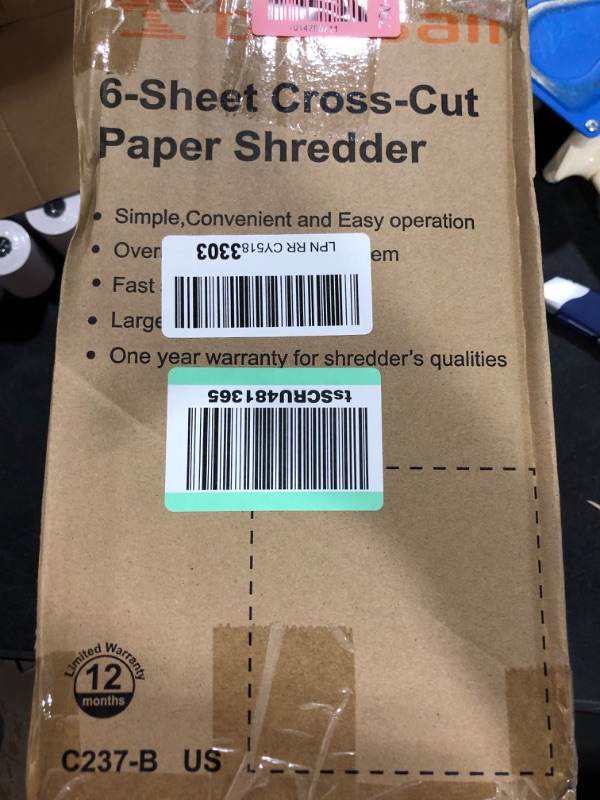 6-Sheet Cross-Cut
Paper Shredder
• Simple,Convenient and Easy operation
• Over em
• Fast
• Large
• One year warranty for shredder's qualities
LPN RR CY5183303
tsSCRU481365
Limited Warranty
12
months
C237-B US